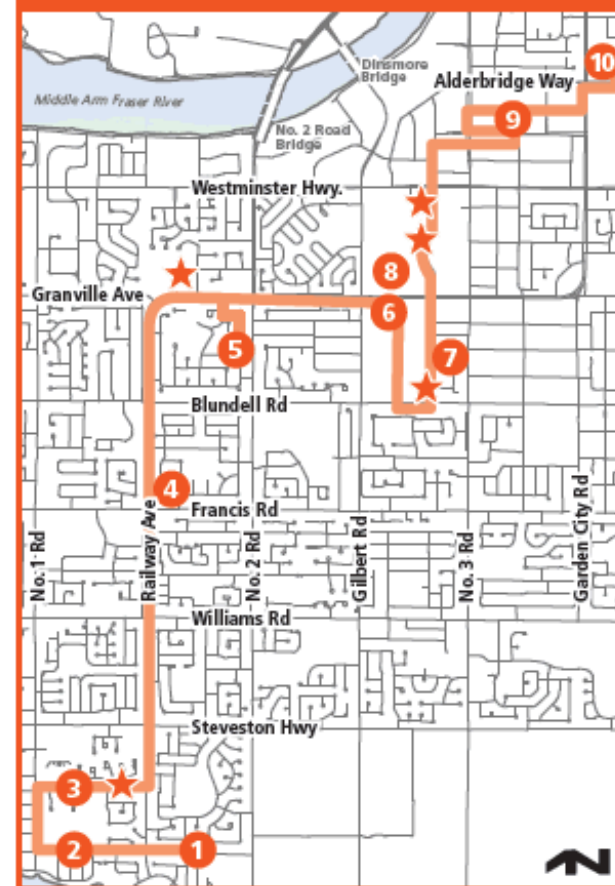 Dinsmore
Bridge
10
Alderbridge Way
Middle Arm Fraser River
9
No. 2 Road
Bridge
Westminster Hwy.
8
Granville Ave
6
5
7
Blundell Rd
4
Francis Rd
No. 1 Rd
Railway Ave
No. 2 Rd
Gilbert Rd
No. 3 Rd
Garden City Rd
Williams Rd
Steveston Hwy
3
2
1
N